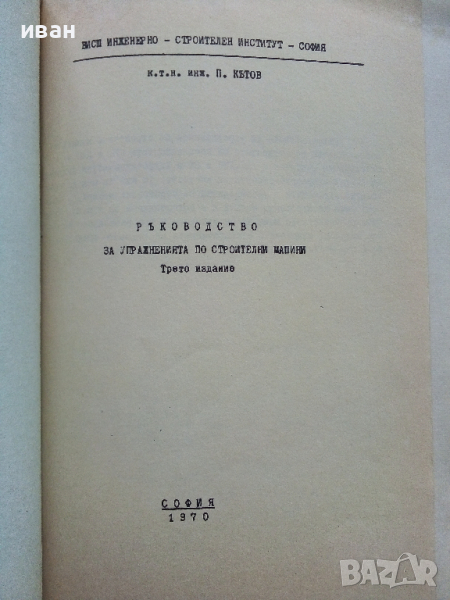 иван
ВИСШ ИНЖЕНЕРНО - СТРОИТЕЛЕН ИНСТИТУТ - СОФИЯ
к.т.н. инж. П. КЪТОВ
РЪКОВОДСТВО
ЗА УПРАЖНЕНИЯТА ПО СТРОИТЕЛНИ МАШИНИ
Трето издание
СОФИЯ
1970
BAZAR.bg